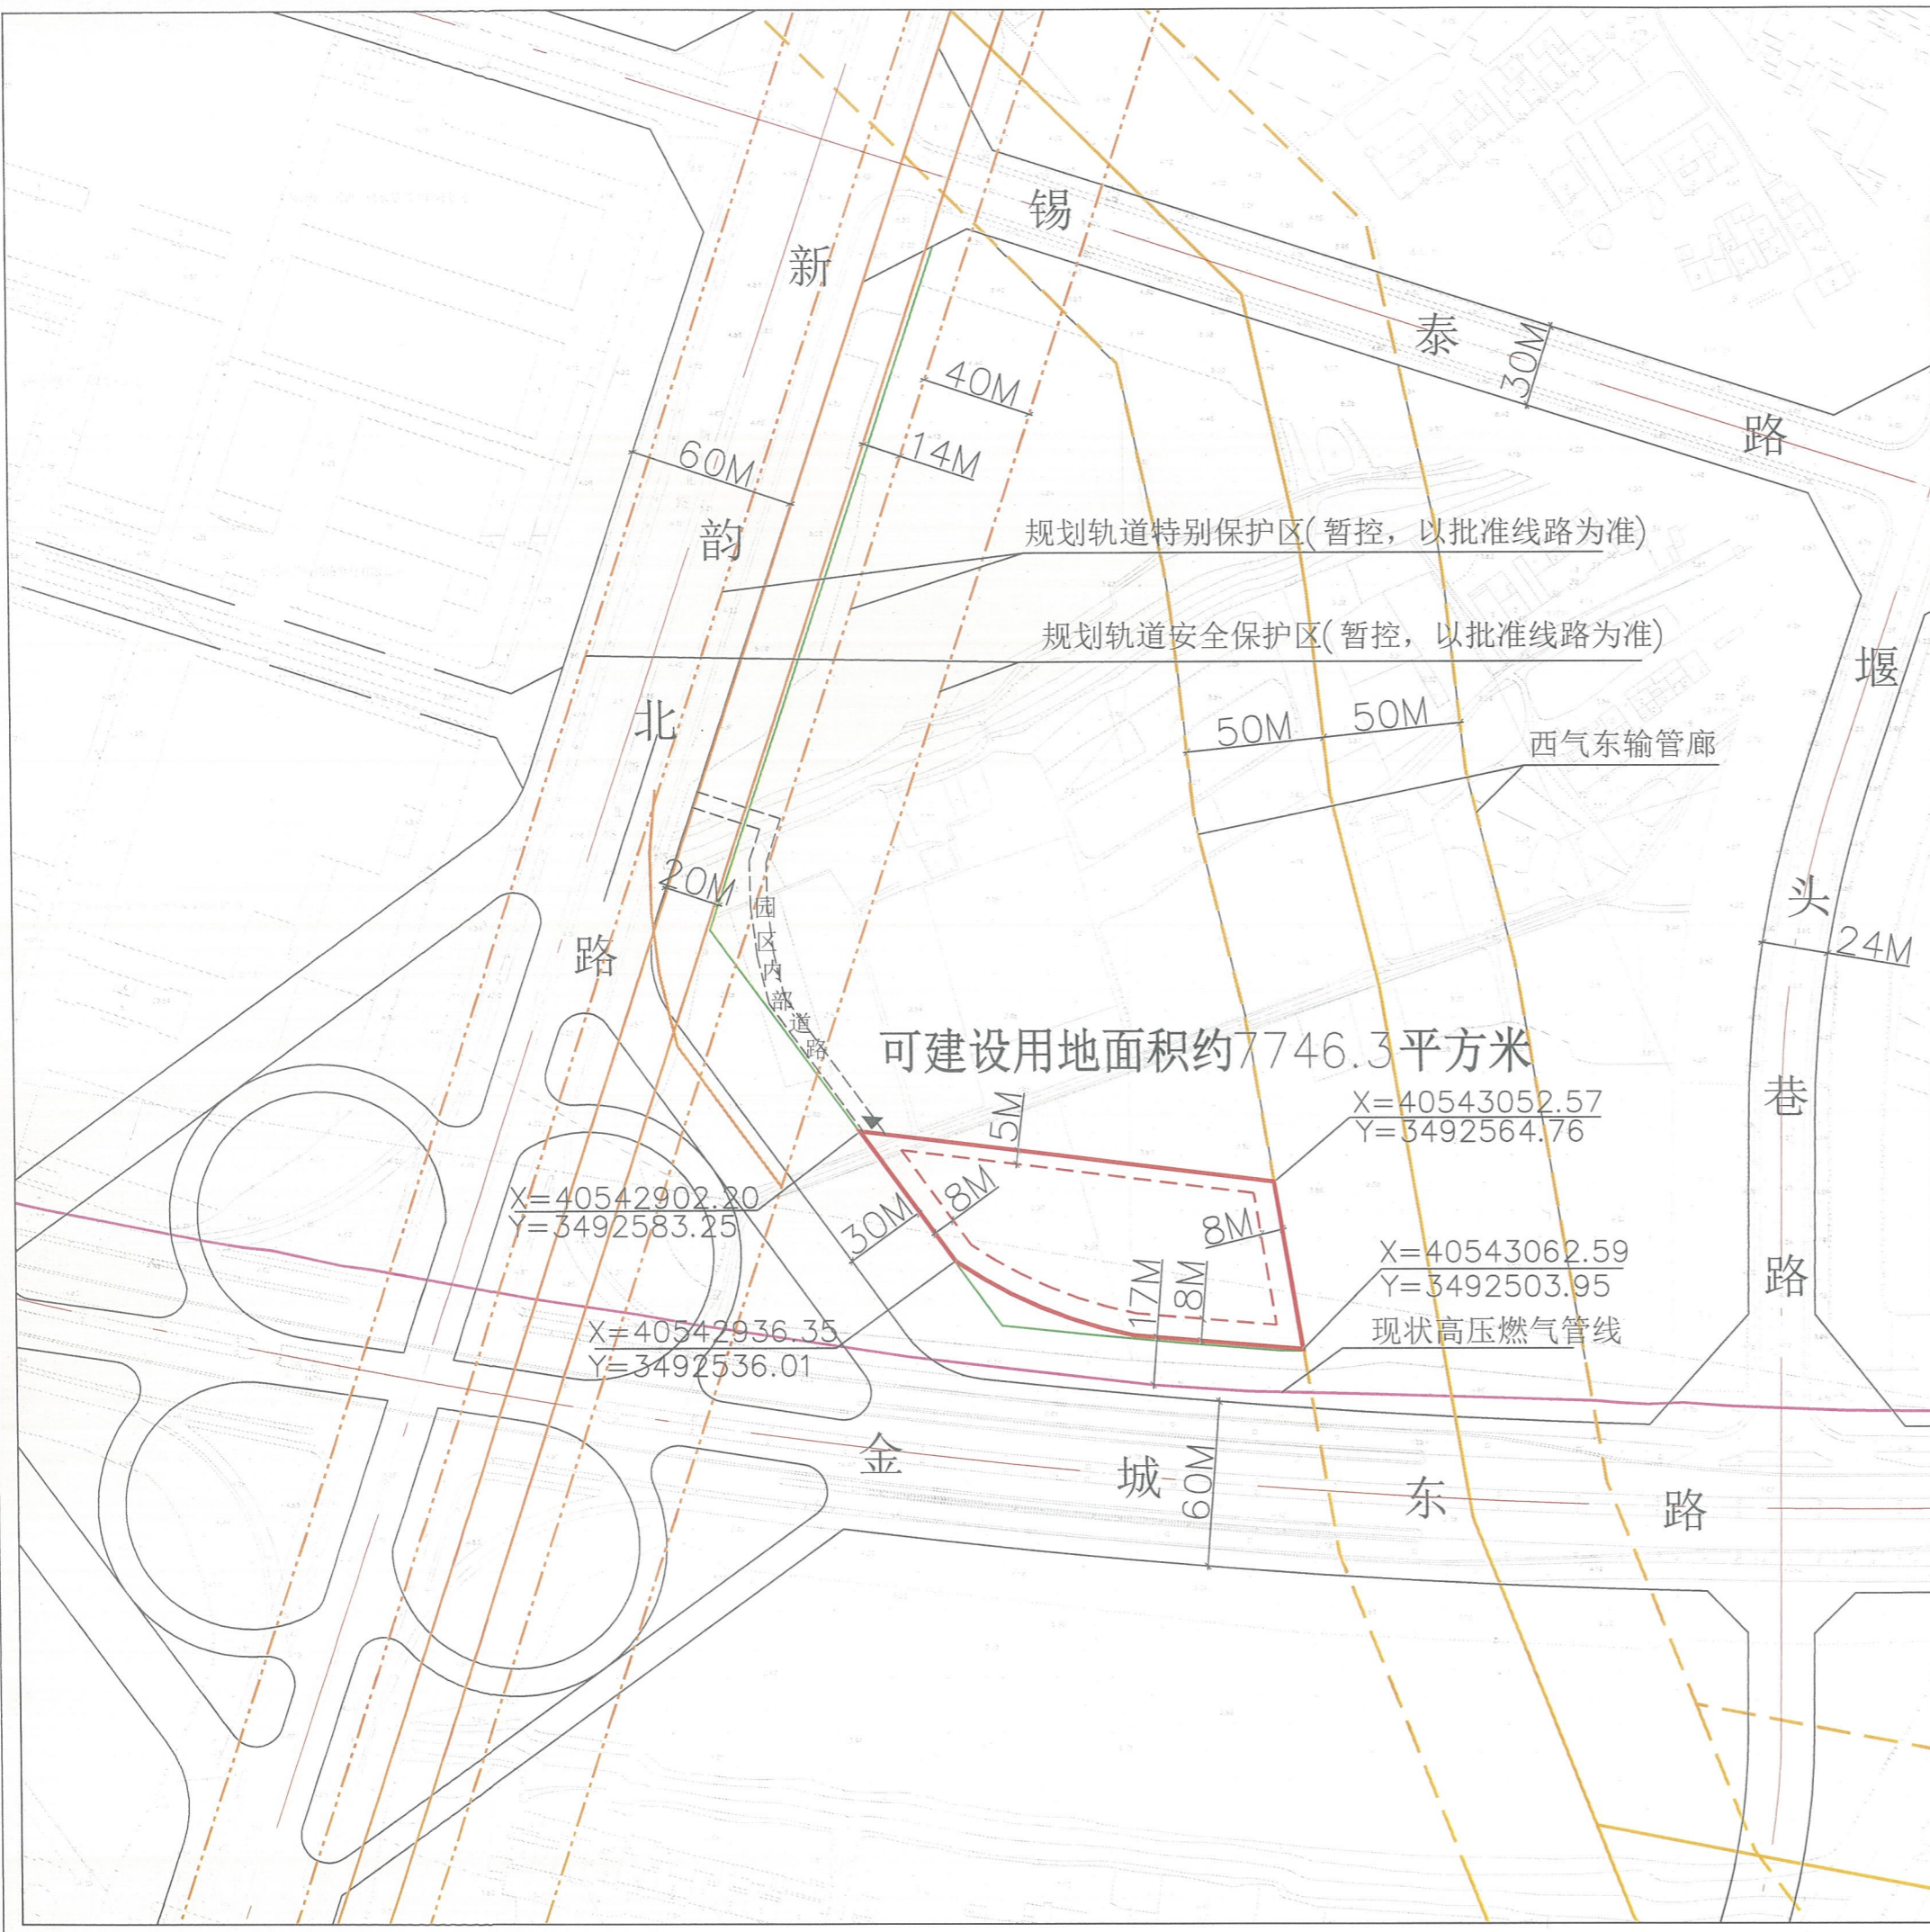 锡
泰
路
30M
新
韵
北
路
40M
14M
60M
规划轨道特别保护区(暂控，以批准线路为准)
规划轨道安全保护区(暂控，以批准线路为准)
堰
头
巷
路
50M
50M
西气东输管廊
20M
园区内部道路
24M
可建设用地面积约7746.3平方米
5M
X=40543052.57
Y=3492564.76
X=40542902.20
Y=3492583.25
30M
8M
8M
17M
8M
X=40543062.59
Y=3492503.95
X=40542936.35
Y=3492536.01
现状高压燃气管线
金
城
东
路
60M